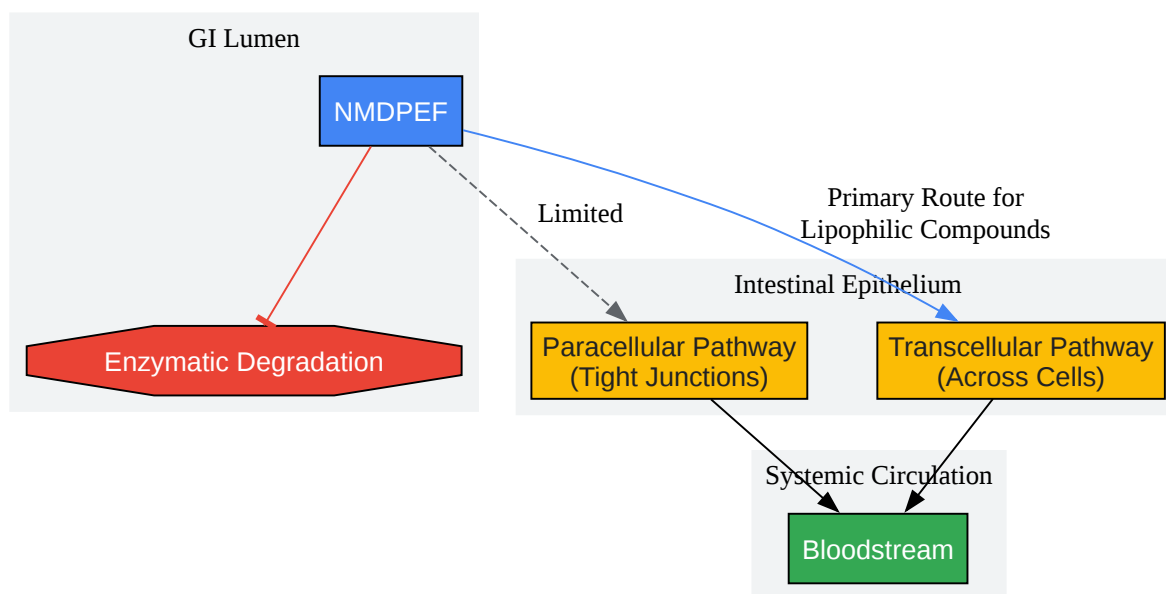 GI Lumen
NMDPEF
Limited
Primary Route for
Lipophilic Compounds
Intestinal Epithelium
Enzymatic Degradation
Paracellular Pathway
(Tight Junctions)
Transcellular Pathway
(Across Cells)
Systemic Circulation
Bloodstream